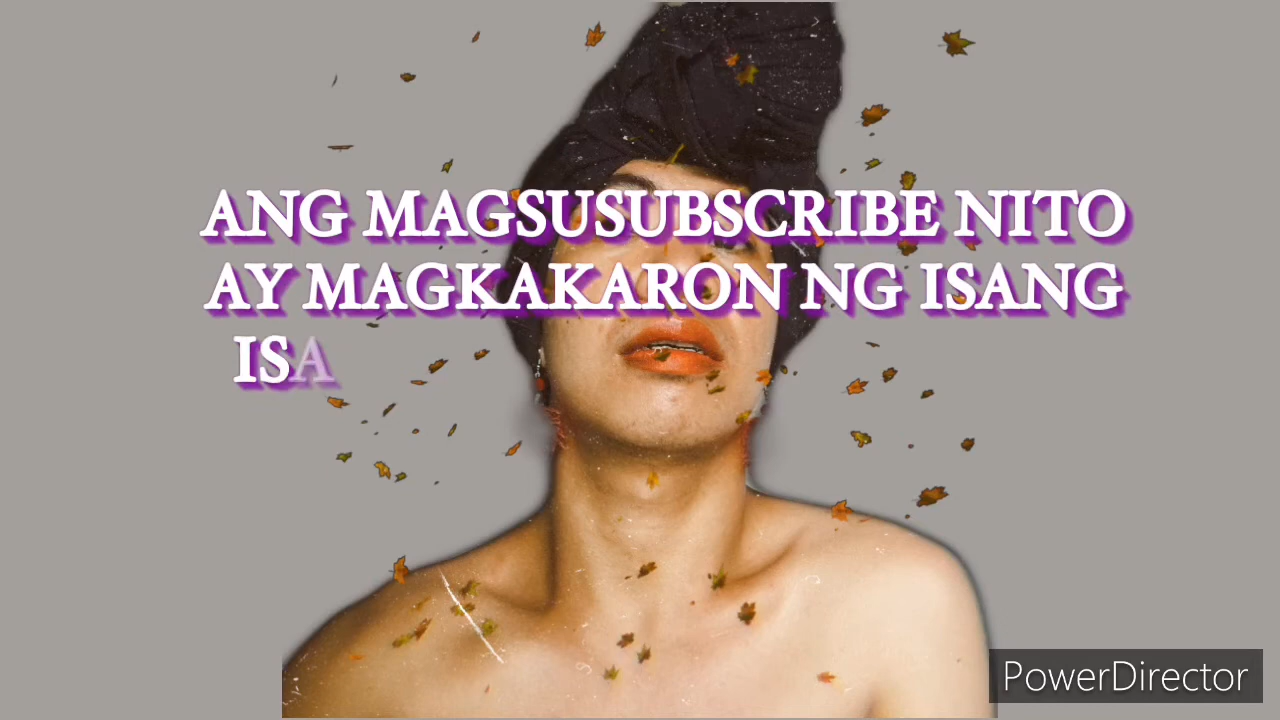 ANG MAGSUSUBSCRIBE NITO
AY MAGKAKARON NG ISANG
ISA
PowerDirector